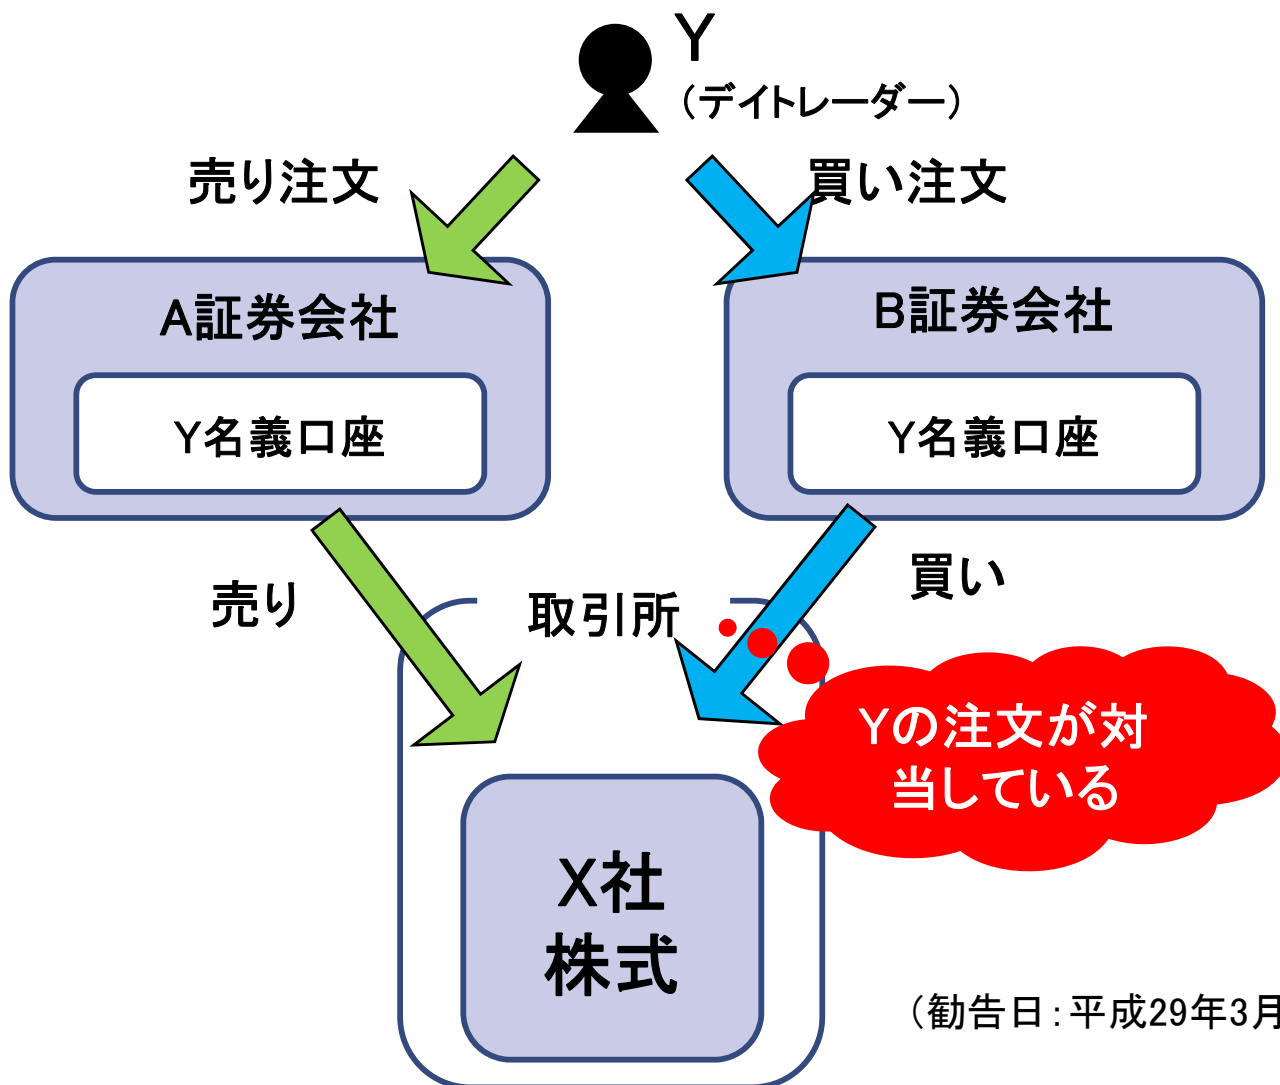 Y
（デイトレーダー）
売り注文
買い注文
A証券会社
B証券会社
Y名義口座
Y名義口座
売り
買い
取引所
Yの注文が対
当している
X社
株式
（勧告日：平成29年3月